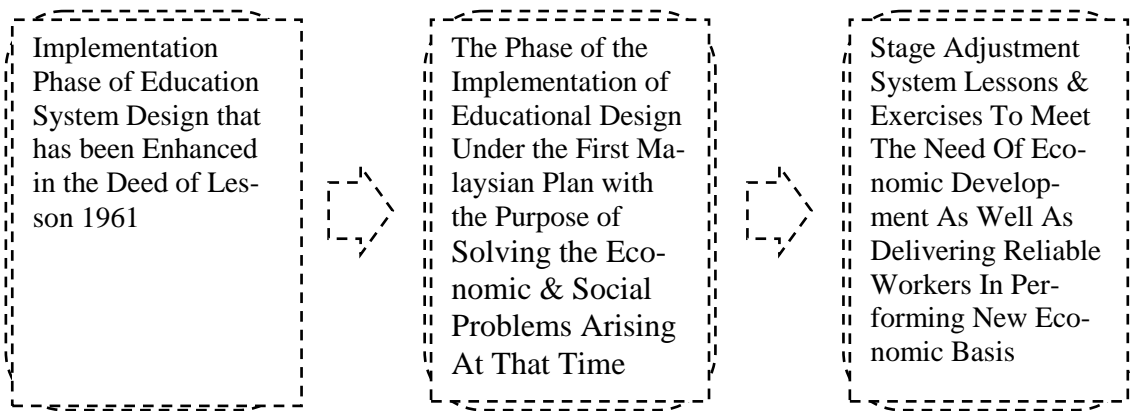 Implementation
Phase of Education
System Design that
has been Enhanced
in the Deed of Les-
son 1961
The Phase of the
Implementation of
Educational Design
Under the First Ma-
laysian Plan with
the Purpose of
Solving the Eco-
nomic & Social
Problems Arising
At That Time
Stage Adjustment
System Lessons &
Exercises To Meet
The Need Of Eco-
nomic Develop-
ment As Well As
Delivering Reliable
Workers In Per-
forming New Eco-
nomic Basis